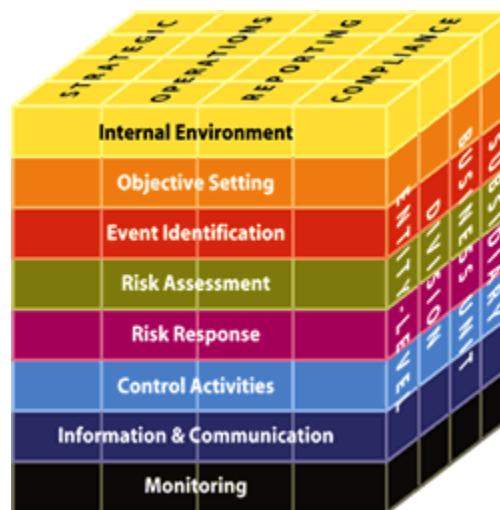 STRATEGIC
OPERATIONS
REPORTING
COMPLIANCE
Internal Environment
Objective Setting
Event Identification
Risk Assessment
Risk Response
Control Activities
Information & Communication
Monitoring
ENTITY-LEVEL
DIVISION
BUSINESS UNIT
SUBSIDIARY